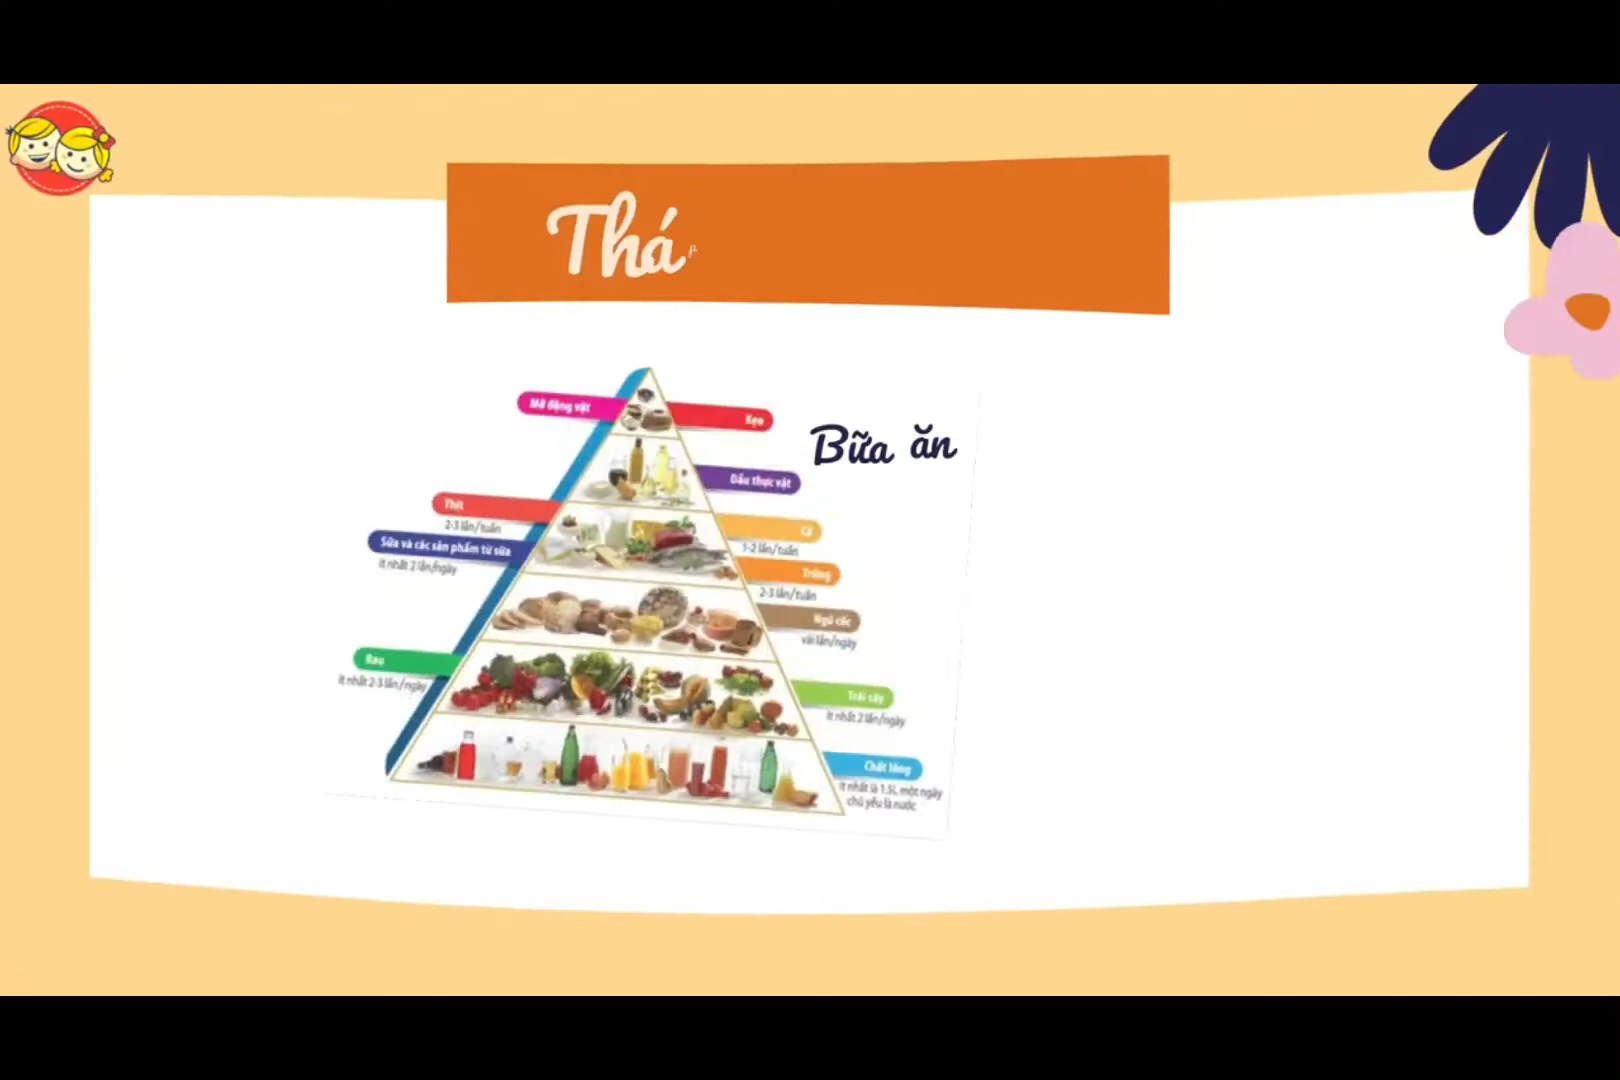 Tháp
Mỡ động vật
Kẹo
Bữa ăn
Dầu thực vật
Thịt
2-3 lần/tuần
Cá
1-2 lần/tuần
Sữa và các sản phẩm từ sữa
ít nhất 2 lần/ngày
Trứng
2-3 lần/tuần
Ngũ cốc
vài lần/ngày
Rau
ít nhất 2-3 lần/ngày
Trái cây
ít nhất 2 lần/ngày
Chất lỏng
ít nhất là 1.5L một ngày
chủ yếu là nước